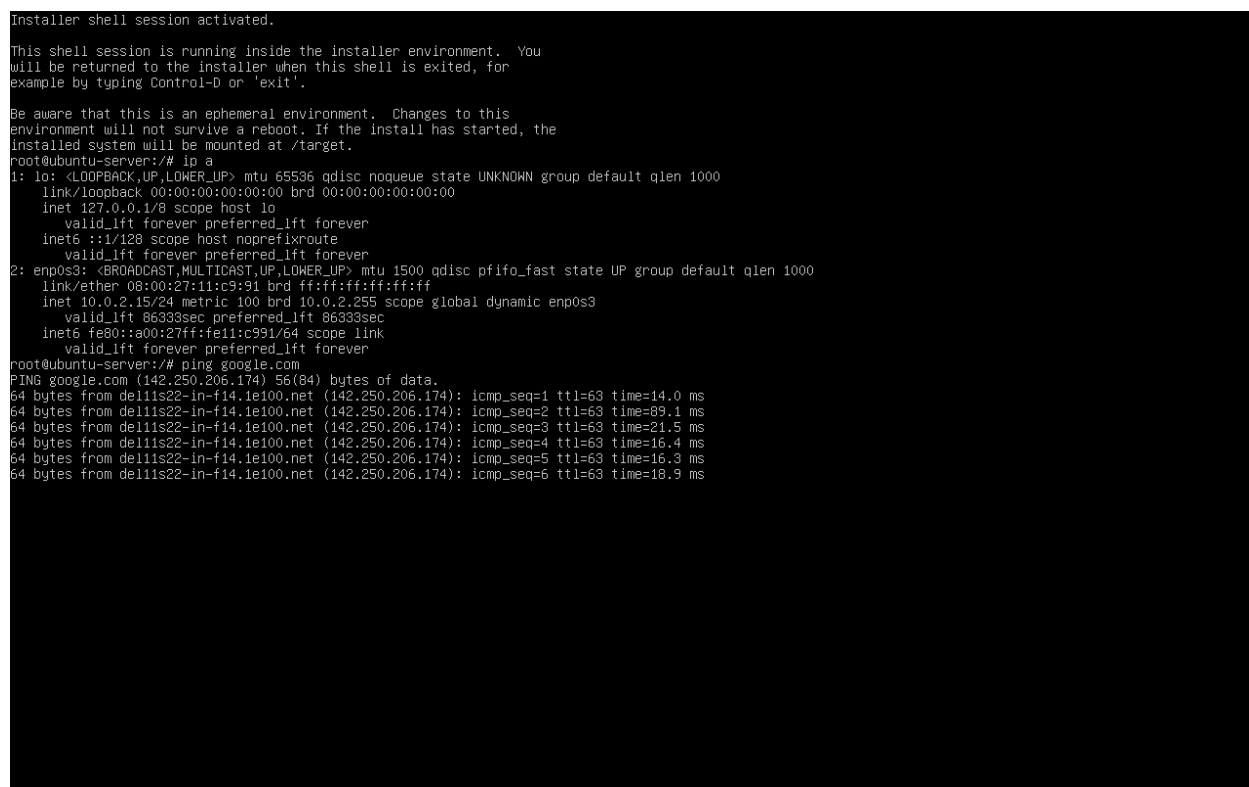 Installer shell session activated.
This shell session is running inside the installer environment.  You
will be returned to the installer when this shell is exited, for
example by typing Control-D or 'exit'.
Be aware that this is an ephemeral environment.  Changes to this
environment will not survive a reboot. If the install has started, the
installed system will be mounted at /target.
root@ubuntu-server:/# ip a
1: lo: <LOOPBACK,UP,LOWER_UP> mtu 65536 qdisc noqueue state UNKNOWN group default qlen 1000
    link/loopback 00:00:00:00:00:00 brd 00:00:00:00:00:00
    inet 127.0.0.1/8 scope host lo
       valid_lft forever preferred_lft forever
    inet6 ::1/128 scope host noprefixroute
       valid_lft forever preferred_lft forever
2: enp0s3: <BROADCAST,MULTICAST,UP,LOWER_UP> mtu 1500 qdisc pfifo_fast state UP group default qlen 1000
    link/ether 08:00:27:11:c9:91 brd ff:ff:ff:ff:ff:ff
    inet 10.0.2.15/24 metric 100 brd 10.0.2.255 scope global dynamic enp0s3
       valid_lft 86333sec preferred_lft 86333sec
    inet6 fe80::a00:27ff:fe11:c991/64 scope link
       valid_lft forever preferred_lft forever
root@ubuntu-server:/# ping google.com
PING google.com (142.250.206.174) 56(84) bytes of data.
64 bytes from del11s22-in-f14.1e100.net (142.250.206.174): icmp_seq=1 ttl=63 time=14.0 ms
64 bytes from del11s22-in-f14.1e100.net (142.250.206.174): icmp_seq=2 ttl=63 time=89.1 ms
64 bytes from del11s22-in-f14.1e100.net (142.250.206.174): icmp_seq=3 ttl=63 time=21.5 ms
64 bytes from del11s22-in-f14.1e100.net (142.250.206.174): icmp_seq=4 ttl=63 time=16.4 ms
64 bytes from del11s22-in-f14.1e100.net (142.250.206.174): icmp_seq=5 ttl=63 time=16.3 ms
64 bytes from del11s22-in-f14.1e100.net (142.250.206.174): icmp_seq=6 ttl=63 time=18.9 ms